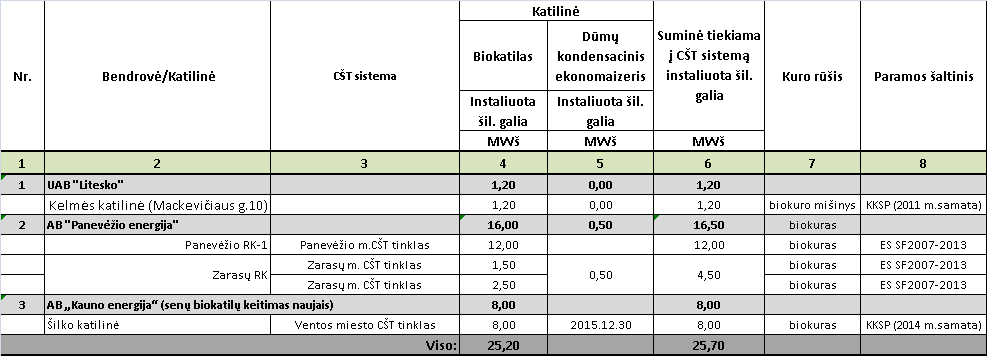 Nr.
Bendrovė/Katilinė
CŠT sistema
Katilinė
Biokatilas
Dūmų
kondensacinis
ekonomaizeris
Suminė tiekiama
į CŠT sistemą
instaliuota šil.
galia
Kuro rūšis
Paramos šaltinis
Instaliuota
šil. galia
Instaliuota šil.
galia
MWš
MWš
MWš
1 2 3 4 5 6 7 8
1 UAB "Litesko" 1,20 0,00 1,20
Kelmės katilinė (Mackevičiaus g.10) 1,20 0,00 1,20 biokuro mišinys KKSP (2011 m.samata)
2 AB "Panevėžio energija" 16,00 0,50 16,50 biokuras
Panevėžio RK-1 Panevėžio m.CŠT tinklas 12,00 12,00 biokuras ES SF2007-2013
Zarasų RK Zarasų m. CŠT tinklas 1,50 0,50 4,50 biokuras ES SF2007-2013
Zarasų m. CŠT tinklas 2,50 biokuras ES SF2007-2013
3 AB „Kauno energija“ (senų biokatilų keitimas naujais) 8,00 8,00
Šilko katilinė Ventos miesto CŠT tinklas 8,00 2015.12.30 8,00 biokuras KKSP (2014 m.samata)
Viso: 25,20 25,70